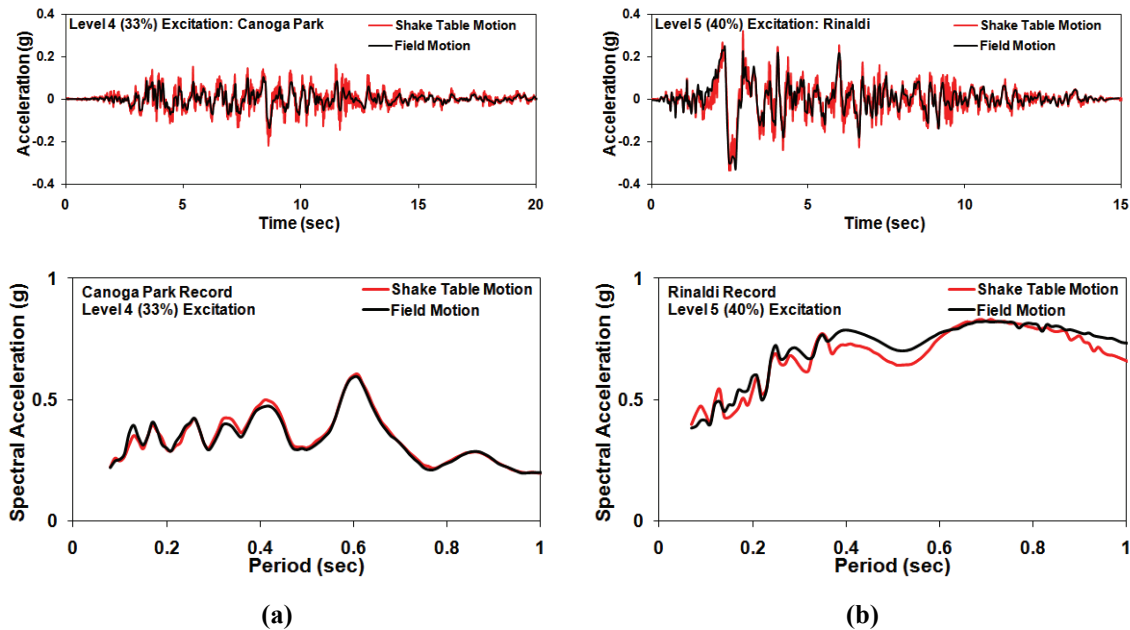 Level 4 (33%) Excitation: Canoga Park
Shake Table Motion
Field Motion
Acceleration (g)
0.4
0.2
0
-0.2
-0.4
0
5
10
15
20
Time (sec)
Level 5 (40%) Excitation: Rinaldi
Shake Table Motion
Field Motion
Acceleration (g)
0.4
0.2
0
-0.2
-0.4
0
5
10
15
Time (sec)
Canoga Park Record
Level 4 (33%) Excitation
Shake Table Motion
Field Motion
Spectral Acceleration (g)
1
0.5
0
0
0.2
0.4
0.6
0.8
1
Period (sec)
(a)
Rinaldi Record
Level 5 (40%) Excitation
Shake Table Motion
Field Motion
Spectral Acceleration (g)
1
0.5
0
0
0.2
0.4
0.6
0.8
1
Period (sec)
(b)